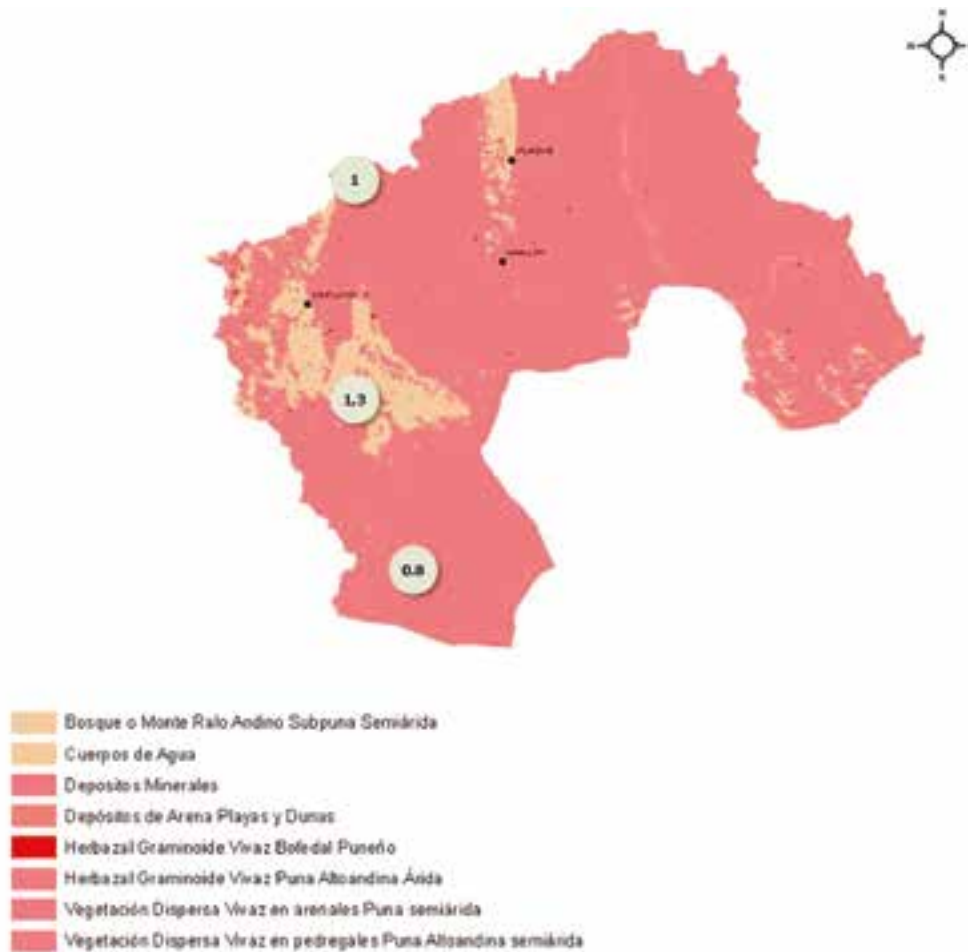 N
S
1
1,3
0.8
Bosque o Monte Ralo Andino Subpuna Semiárida
Cuerpos de Agua
Depositos Minerales
Depósitos de Arena Playas y Dunas
Herbazal Graminoide Vivaz Bofedal Puneño
Herbazal Graminoide Vivaz Puna Altoandina Árida
Vegetación Dispersa Vivaz en arenales Puna semiárida
Vegetación Dispersa Vivaz en pedregales Puna Altoandina semiárida